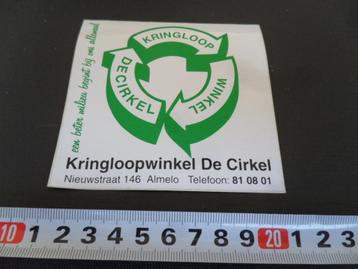 een beter milieu begint bij ons allemaal
KRINGLOOP
WINKEL
DE CIRKEL
Kringloopwinkel De Cirkel
Nieuwstraat 146 Almelo Telefoon: 81 08 01
10 1 2 3 4 5 6 7 8 9 20 1 2 3